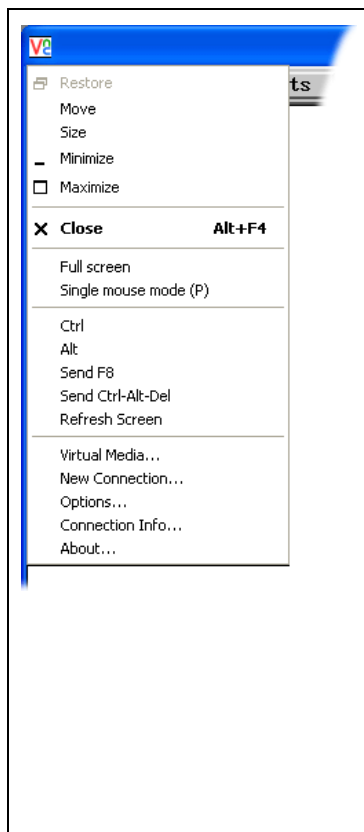 VNC
ts
Restore
Move
Size
Minimize
Maximize
Close Alt+F4
Full screen
Single mouse mode (P)
Ctrl
Alt
Send F8
Send Ctrl-Alt-Del
Refresh Screen
Virtual Media...
New Connection...
Options...
Connection Info...
About...